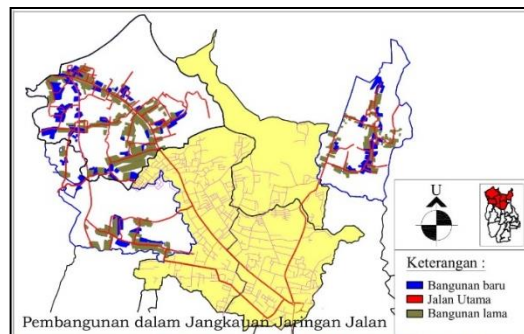 U
Keterangan :
Bangunan baru
Jalan Utama
Bangunan lama
Pembangunan dalam Jangkauan Jaringan Jalan